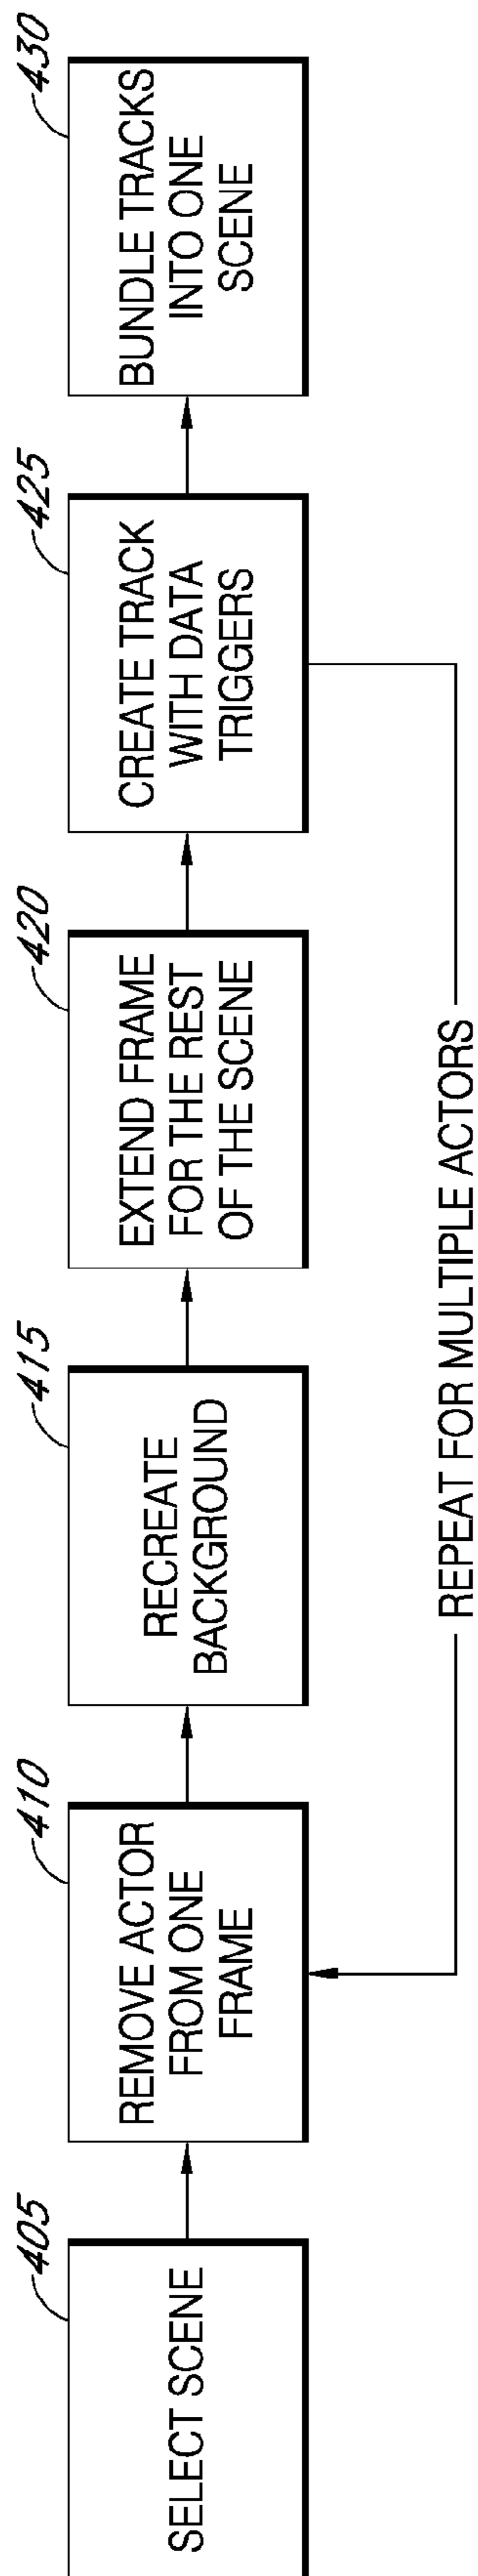 405
SELECT SCENE
410
REMOVE ACTOR
FROM ONE
FRAME
415
RECREATE
BACKGROUND
420
EXTEND FRAME
FOR THE REST
OF THE SCENE
425
CREATE TRACK
WITH DATA
TRIGGERS
430
BUNDLE TRACKS
INTO ONE
SCENE
REPEAT FOR MULTIPLE ACTORS